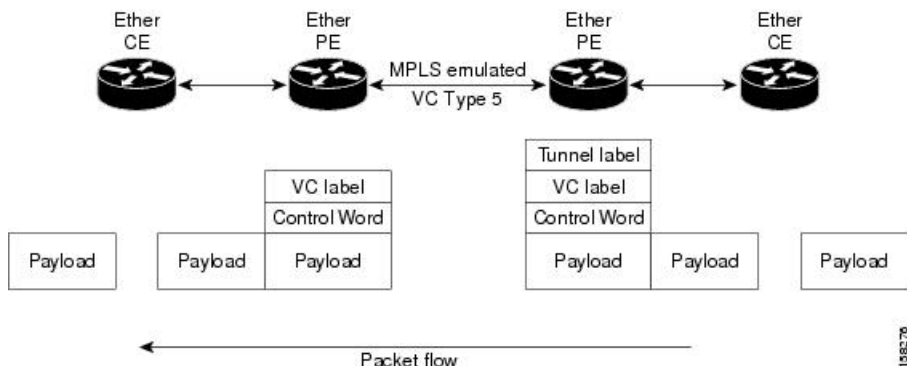 Ether
CE
Ether
PE
Ether
PE
Ether
CE
MPLS emulated
VC Type 5
Tunnel label
VC label
VC label
Control Word
Control Word
Payload
Payload
Payload
Payload
Payload
Payload
Packet flow
158276